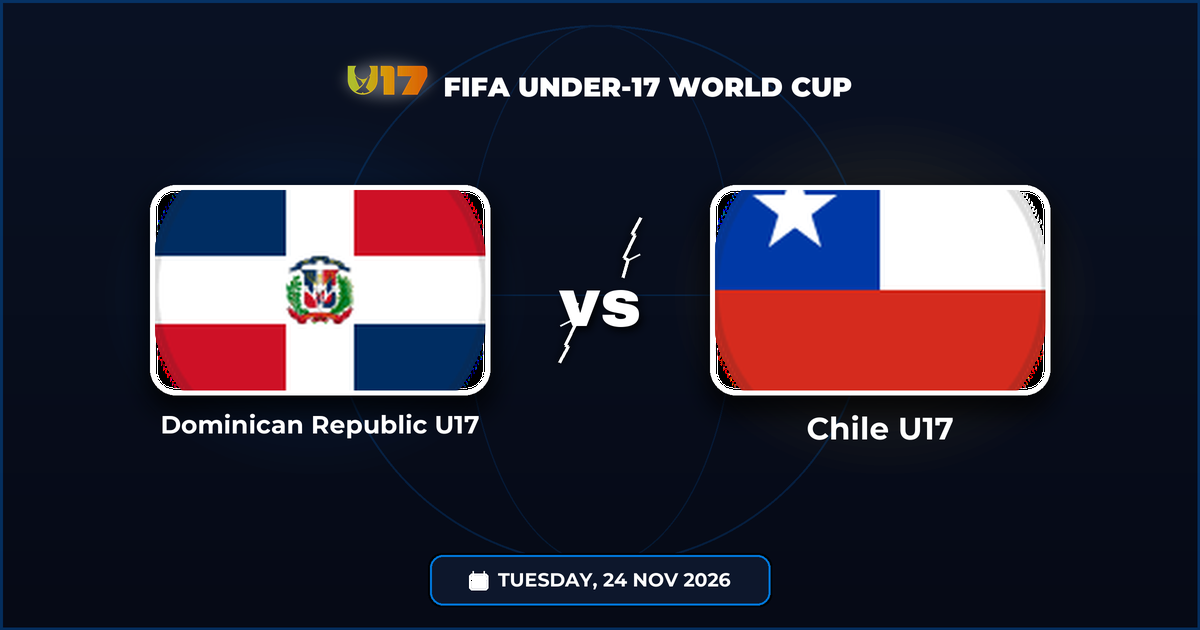 U17 FIFA UNDER-17 WORLD CUP
vs
Dominican Republic U17
Chile U17
TUESDAY, 24 NOV 2026